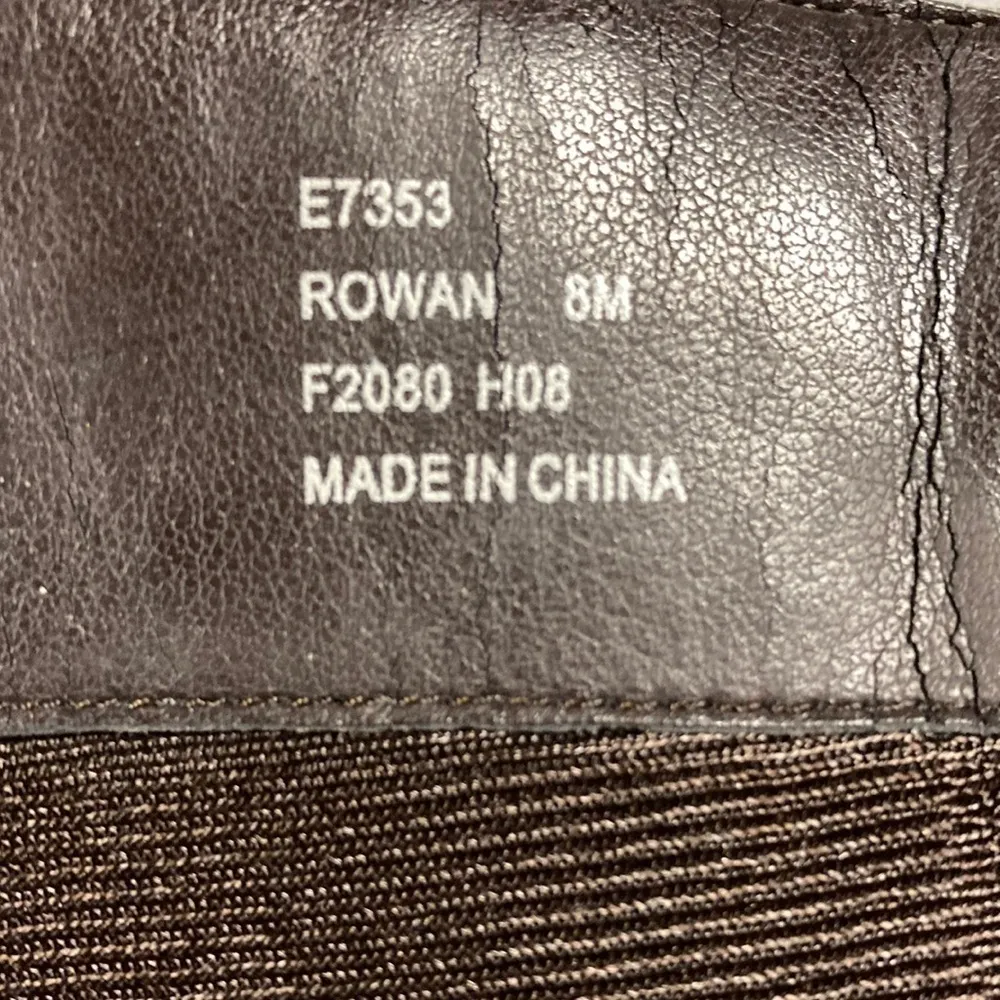 E7353
ROWAN 8M
F2080 H08
MADE IN CHINA